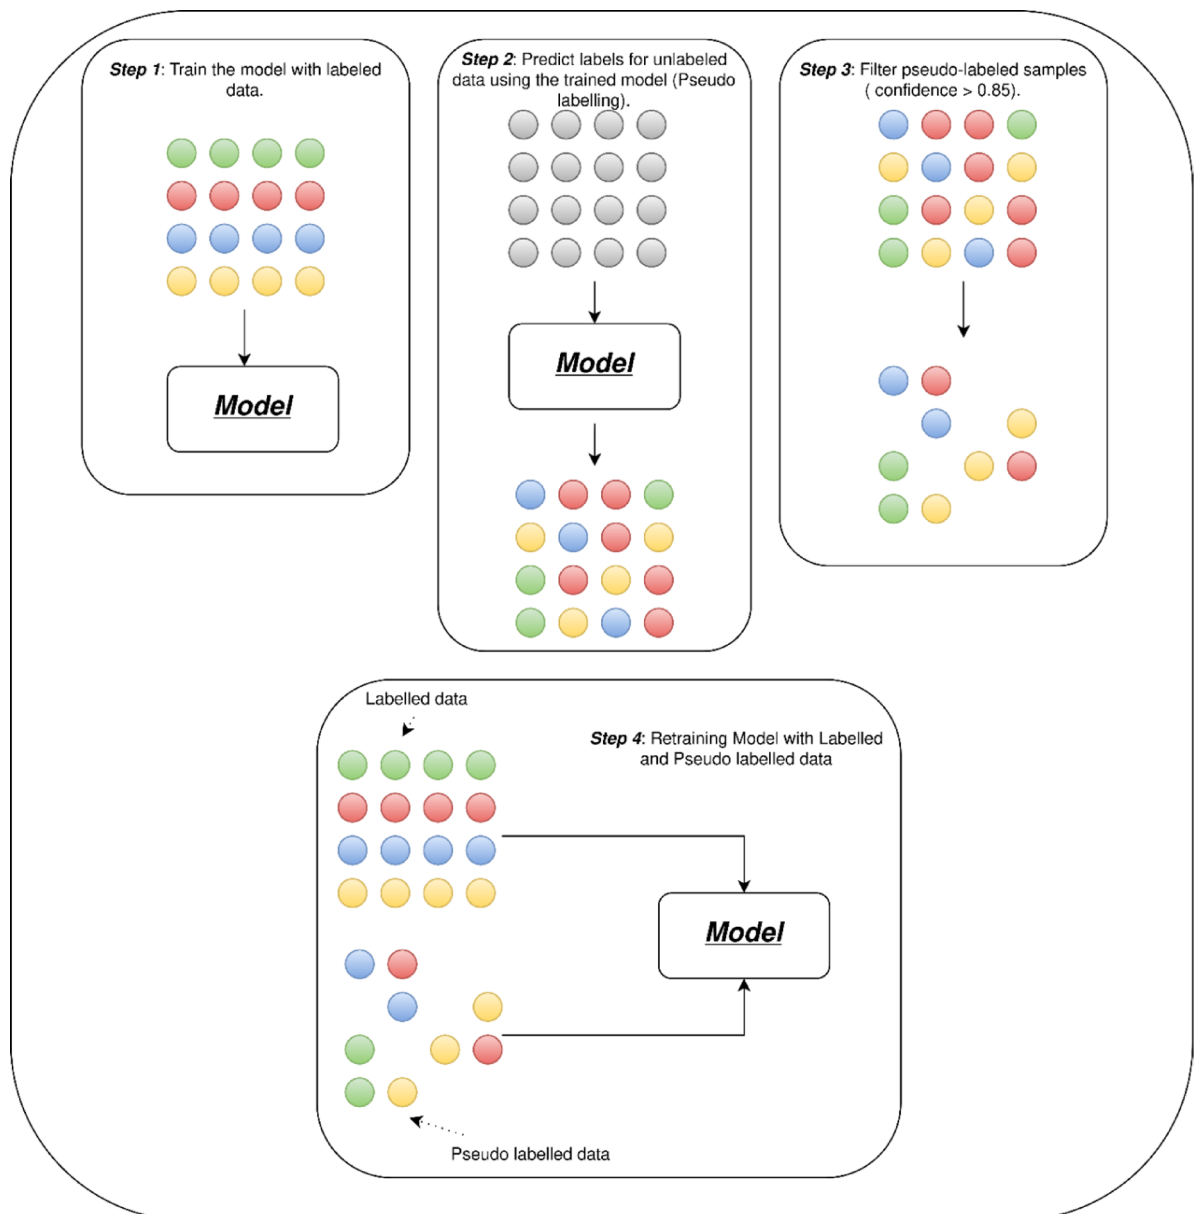 Step 1: Train the model with labeled
data.
Model
Step 2: Predict labels for unlabeled
data using the trained model (Pseudo
labelling).
Model
Step 3: Filter pseudo-labeled samples
( confidence > 0.85).
Labelled data
Step 4: Retraining Model with Labelled
and Pseudo labelled data
Model
Pseudo labelled data